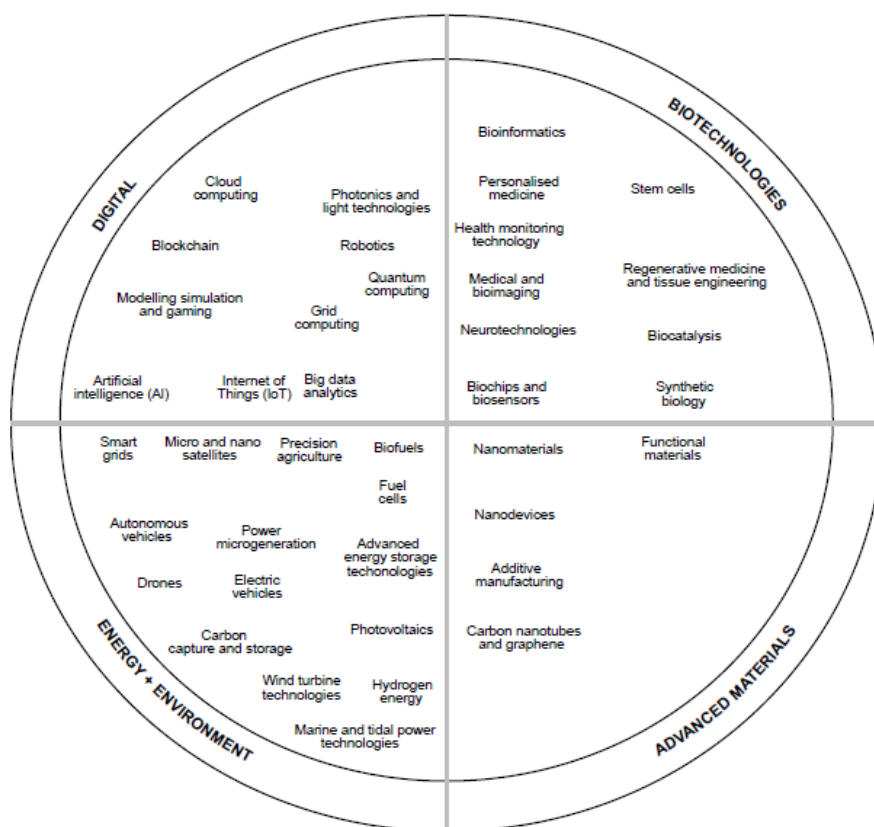 DIGITAL
Cloud
computing
Photonics and
light technologies
Blockchain
Robotics
Quantum
computing
Modelling simulation
and gaming
Grid
computing
Artificial
intelligence (AI)
Internet of
Things (IoT)
Big data
analytics
BIOTECHNOLOGIES
Bioinformatics
Personalised
medicine
Stem cells
Health monitoring
technology
Regenerative medicine
and tissue engineering
Medical and
bioimaging
Neurotechnologies
Biocatalysis
Biochips and
biosensors
Synthetic
biology
ENERGY + ENVIRONMENT
Smart
grids
Micro and nano
satellites
Precision
agriculture
Biofuels
Fuel
cells
Autonomous
vehicles
Power
microgeneration
Advanced
energy storage
techonologies
Drones
Electric
vehicles
Carbon
capture and storage
Photovoltaics
Wind turbine
technologies
Hydrogen
energy
Marine and tidal power
technologies
ADVANCED MATERIALS
Nanomaterials
Functional
materials
Nanodevices
Additive
manufacturing
Carbon nanotubes
and graphene